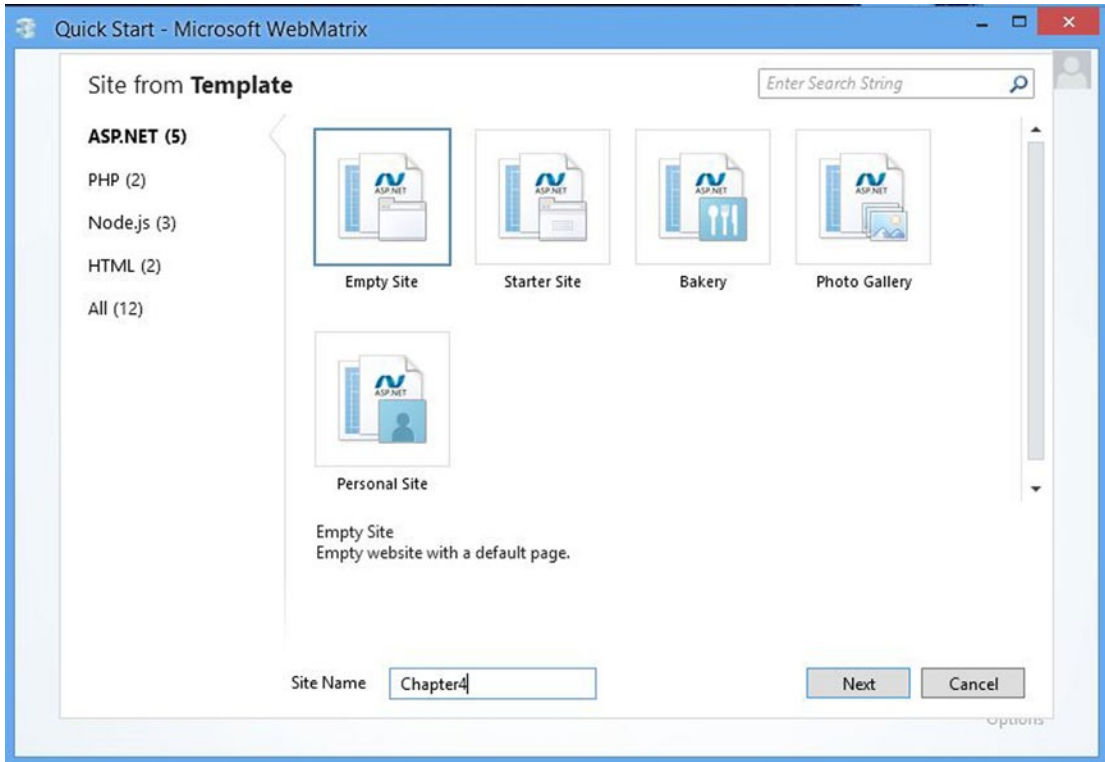 Quick Start - Microsoft WebMatrix
Site from Template
Enter Search String
ASP.NET (5)
PHP (2)
Node.js (3)
HTML (2)
All (12)
ASP.NET
ASP.NET
ASP.NET
ASP.NET
Empty Site
Starter Site
Bakery
Photo Gallery
ASP.NET
Personal Site
Empty Site
Empty website with a default page.
Site Name
Chapter4
Next
Cancel
Options